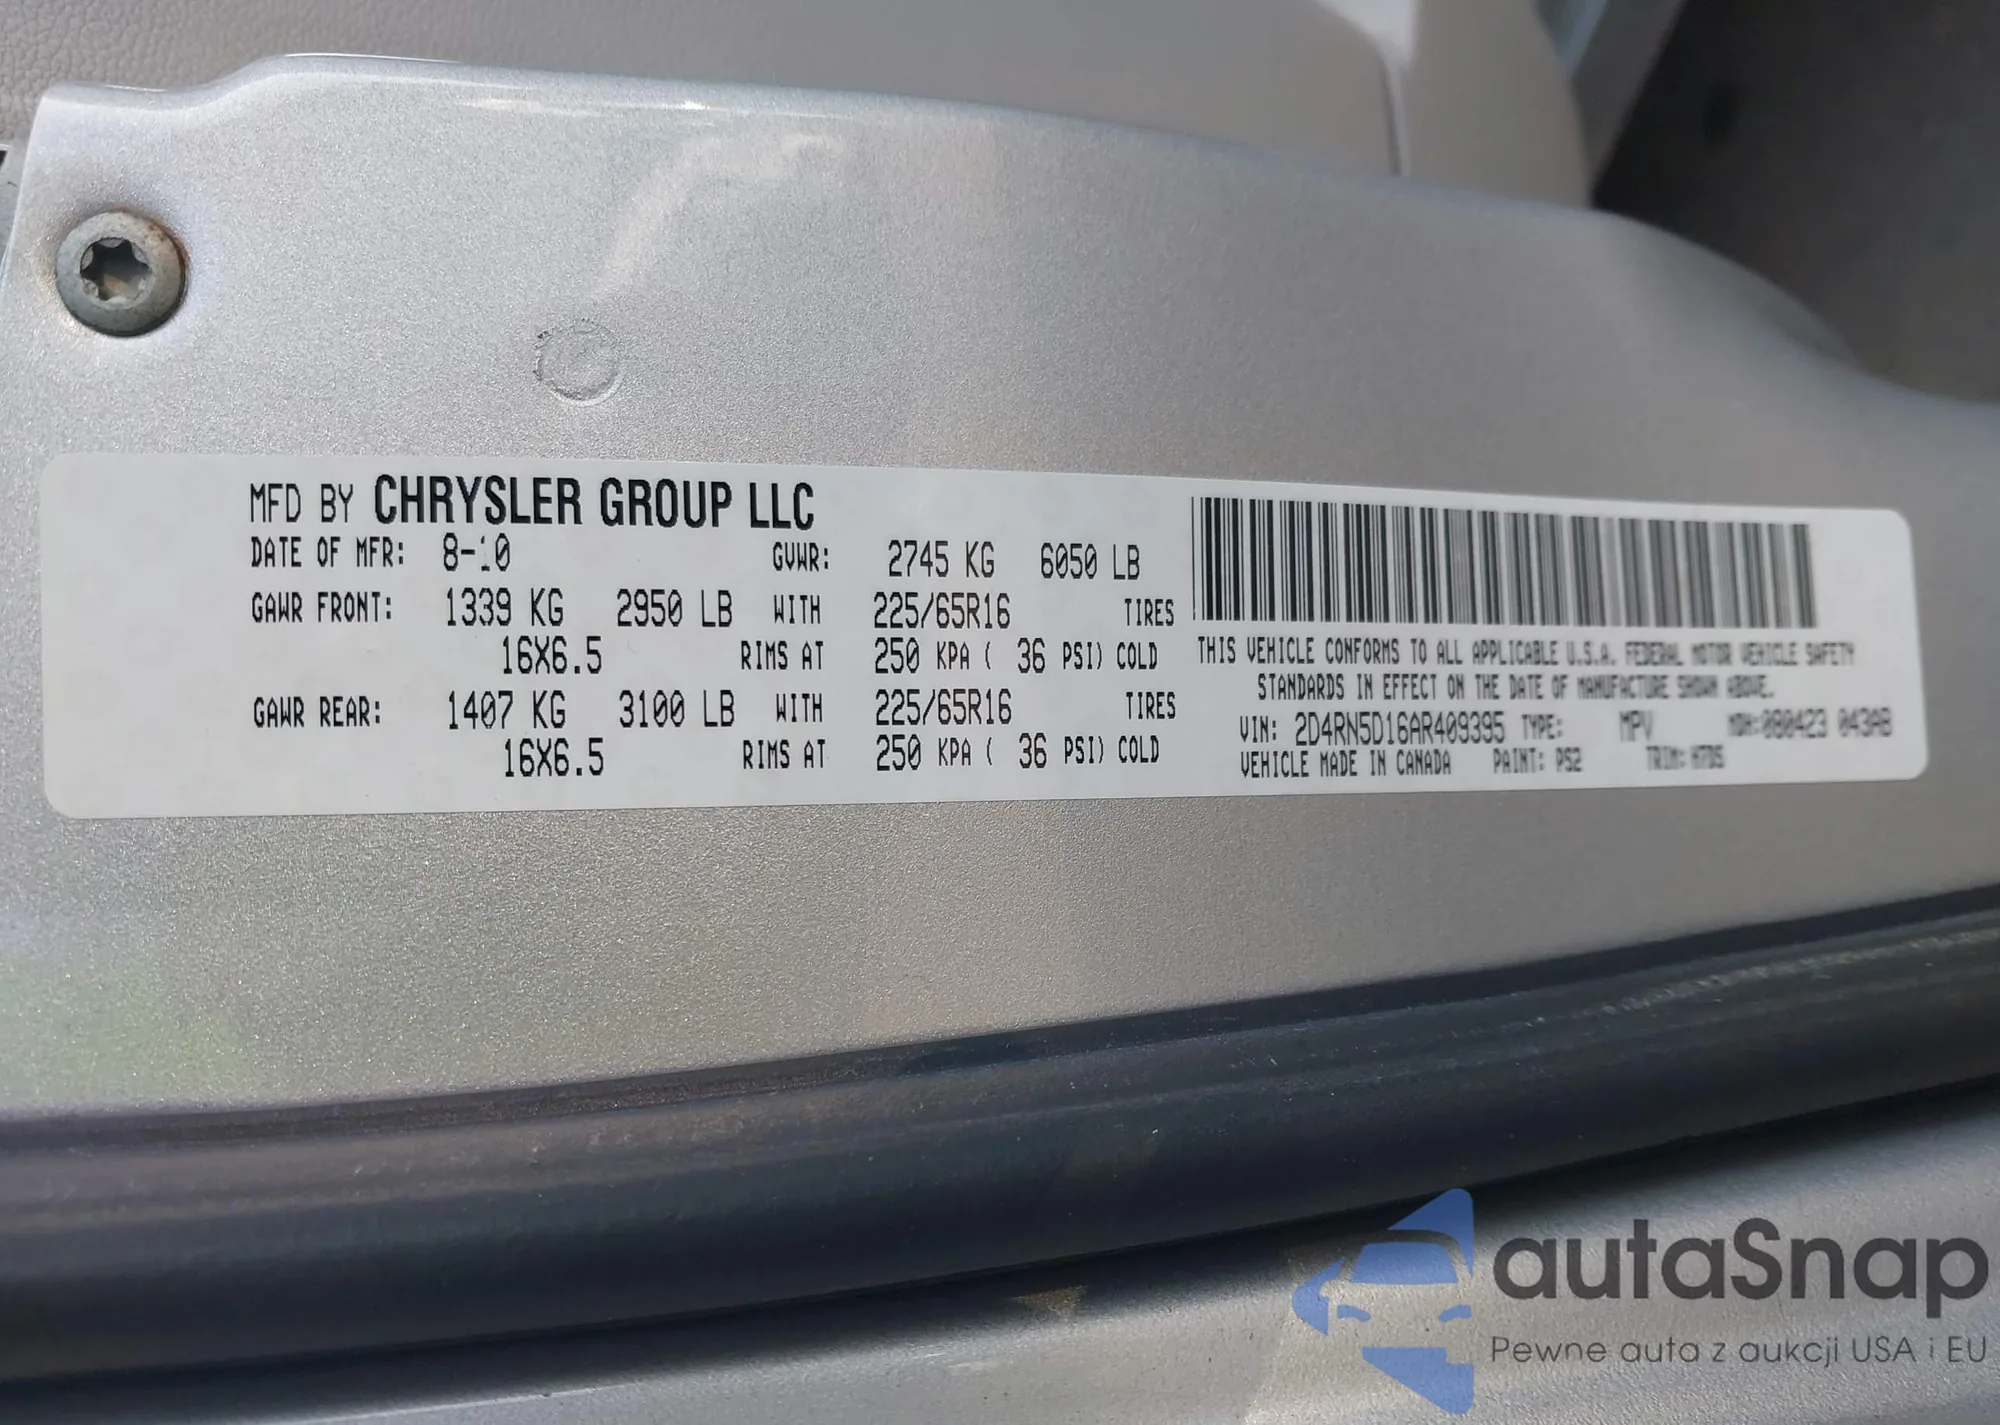 MFD BY CHRYSLER GROUP LLC
DATE OF MFR: 8-10 GVWR: 2745 KG 6050 LB
GAWR FRONT: 1339 KG 2950 LB WITH 225/65R16 TIRES
16X6.5 RIMS AT 250 KPA ( 36 PSI) COLD
GAWR REAR: 1407 KG 3100 LB WITH 225/65R16 TIRES
16X6.5 RIMS AT 250 KPA ( 36 PSI) COLD
THIS VEHICLE CONFORMS TO ALL APPLICABLE U.S.A. FEDERAL MOTOR VEHICLE SAFETY
STANDARDS IN EFFECT ON THE DATE OF MANUFACTURE SHOWN ABOVE.
VIN: 2D4RN5D16AR409395 TYPE: MPV MDH: 080423 043AB
VEHICLE MADE IN CANADA PAINT: PS2 TRIM:
autaSnap
Pewne auta z aukcji USA i EU